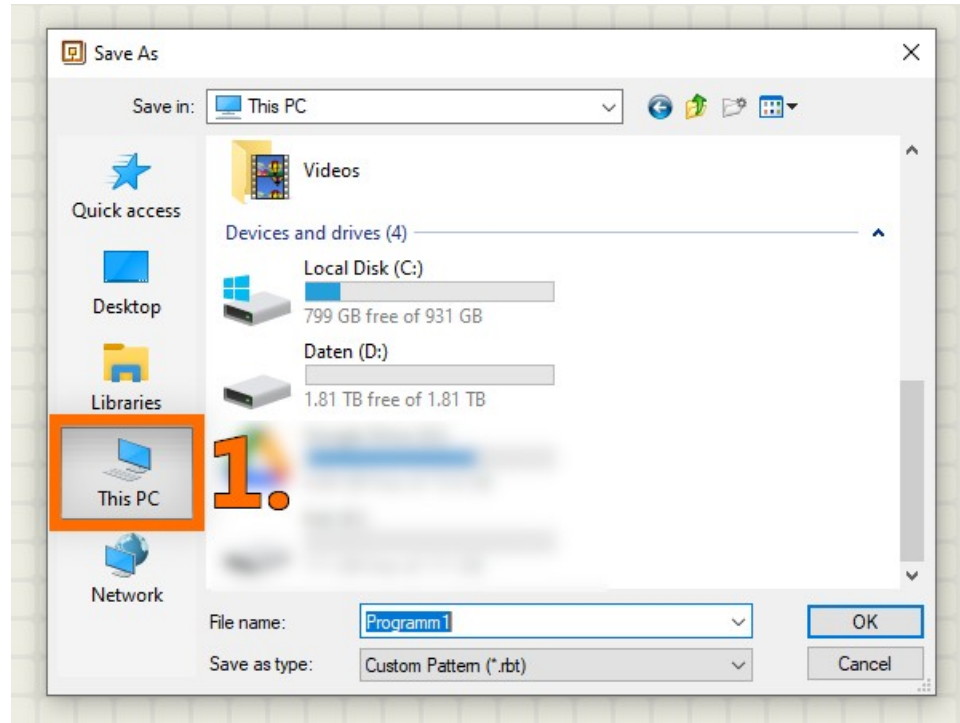 Save As
Save in:
This PC
Quick access
Desktop
Libraries
This PC
Network
Videos
Devices and drives (4)
Local Disk (C:)
799 GB free of 931 GB
Daten (D:)
1.81 TB free of 1.81 TB
1.
File name:
Programm1
OK
Save as type:
Custom Pattern (*.rbt)
Cancel